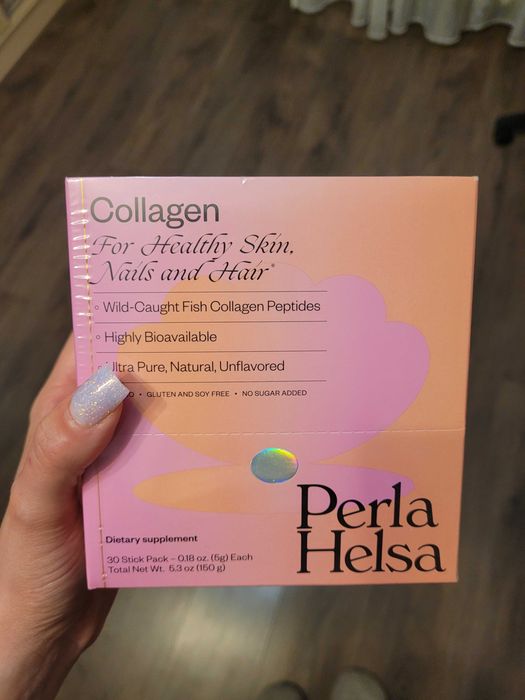 Collagen
For Healthy Skin,
Nails and Hair*
Wild-Caught Fish Collagen Peptides
Highly Bioavailable
Ultra Pure, Natural, Unflavored
• GLUTEN AND SOY FREE • NO SUGAR ADDED
Perla
Helsa
Dietary supplement
30 Stick Pack – 0.18 oz. (5g) Each
Total Net Wt. 5.3 oz (150 g)